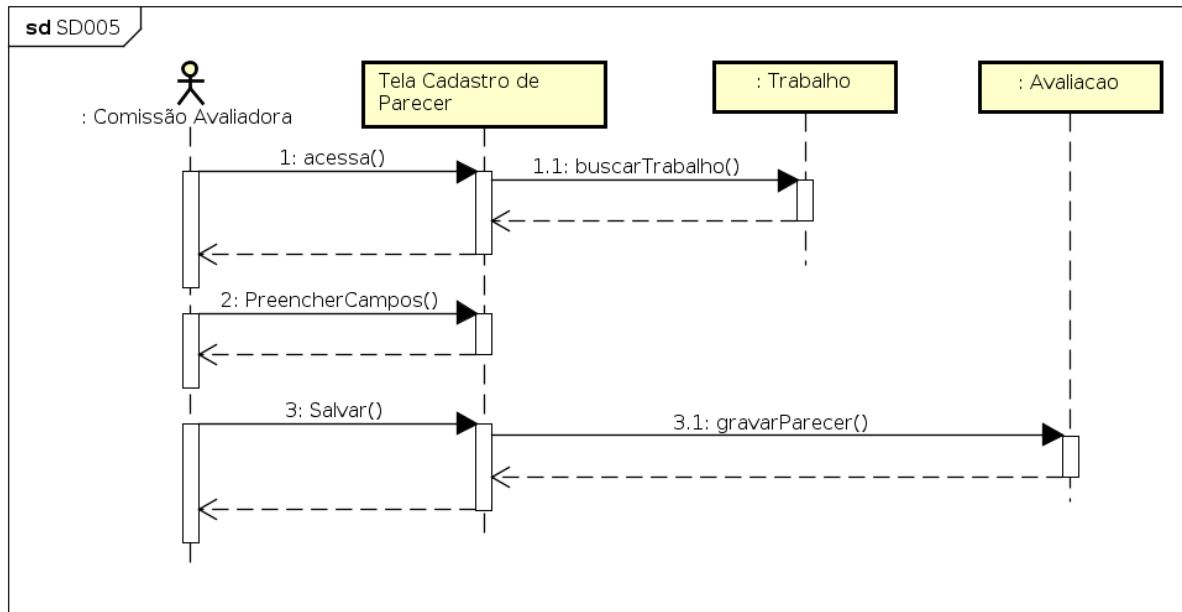 sd SD005
: Comissão Avaliadora
Tela Cadastro de
Parecer
: Trabalho
: Avaliacao
1: acessa()
1.1: buscarTrabalho()
2: PreencherCampos()
3: Salvar()
3.1: gravarParecer()